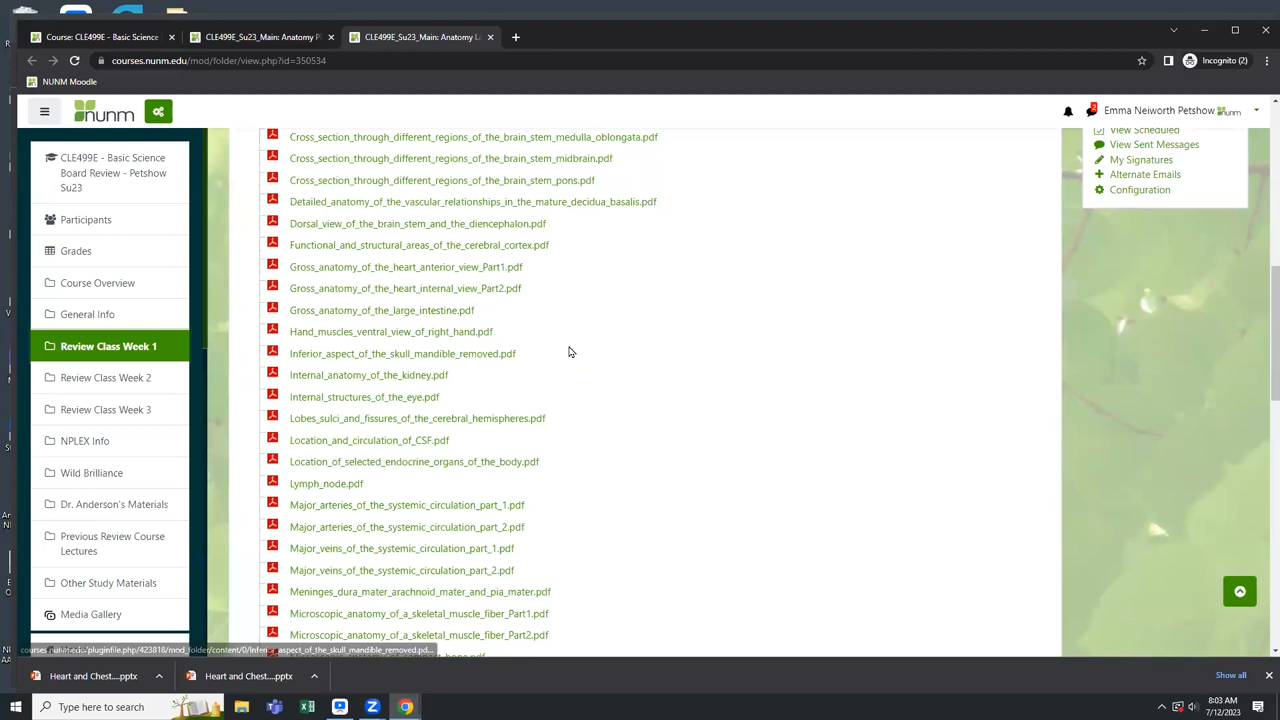 Course: CLE499E - Basic Science
CLE499E_Su23_Main: Anatomy P
CLE499E_Su23_Main: Anatomy La
courses.nunm.edu/mod/folder/view.php?id=350534
Incognito (2)
NUNM Moodle
nunm
2
Emma Neiworth Petshow
nunm
CLE499E - Basic Science
Board Review - Petshow
Su23
Participants
Grades
Course Overview
General Info
Review Class Week 1
Review Class Week 2
Review Class Week 3
NPLEX Info
Wild Brilliance
Dr. Anderson's Materials
Previous Review Course
Lectures
Other Study Materials
Media Gallery
Cross_section_through_different_regions_of_the_brain_stem_medulla_oblongata.pdf
Cross_section_through_different_regions_of_the_brain_stem_midbrain.pdf
Cross_section_through_different_regions_of_the_brain_stem_pons.pdf
Detailed_anatomy_of_the_vascular_relationships_in_the_mature_decidua_basalis.pdf
Dorsal_view_of_the_brain_stem_and_the_diencephalon.pdf
Functional_and_structural_areas_of_the_cerebral_cortex.pdf
Gross_anatomy_of_the_heart_anterior_view_Part1.pdf
Gross_anatomy_of_the_heart_internal_view_Part2.pdf
Gross_anatomy_of_the_large_intestine.pdf
Hand_muscles_ventral_view_of_right_hand.pdf
Inferior_aspect_of_the_skull_mandible_removed.pdf
Internal_anatomy_of_the_kidney.pdf
Internal_structures_of_the_eye.pdf
Lobes_sulci_and_fissures_of_the_cerebral_hemispheres.pdf
Location_and_circulation_of_CSF.pdf
Location_of_selected_endocrine_organs_of_the_body.pdf
Lymph_node.pdf
Major_arteries_of_the_systemic_circulation_part_1.pdf
Major_arteries_of_the_systemic_circulation_part_2.pdf
Major_veins_of_the_systemic_circulation_part_1.pdf
Major_veins_of_the_systemic_circulation_part_2.pdf
Meninges_dura_mater_arachnoid_mater_and_pia_mater.pdf
Microscopic_anatomy_of_a_skeletal_muscle_fiber_Part1.pdf
Microscopic_anatomy_of_a_skeletal_muscle_fiber_Part2.pdf
View Scheduled
View Sent Messages
My Signatures
Alternate Emails
Configuration
Heart and Chest....pptx
Heart and Chest....pptx
Show all
Type here to search
8:03 AM
7/12/2023